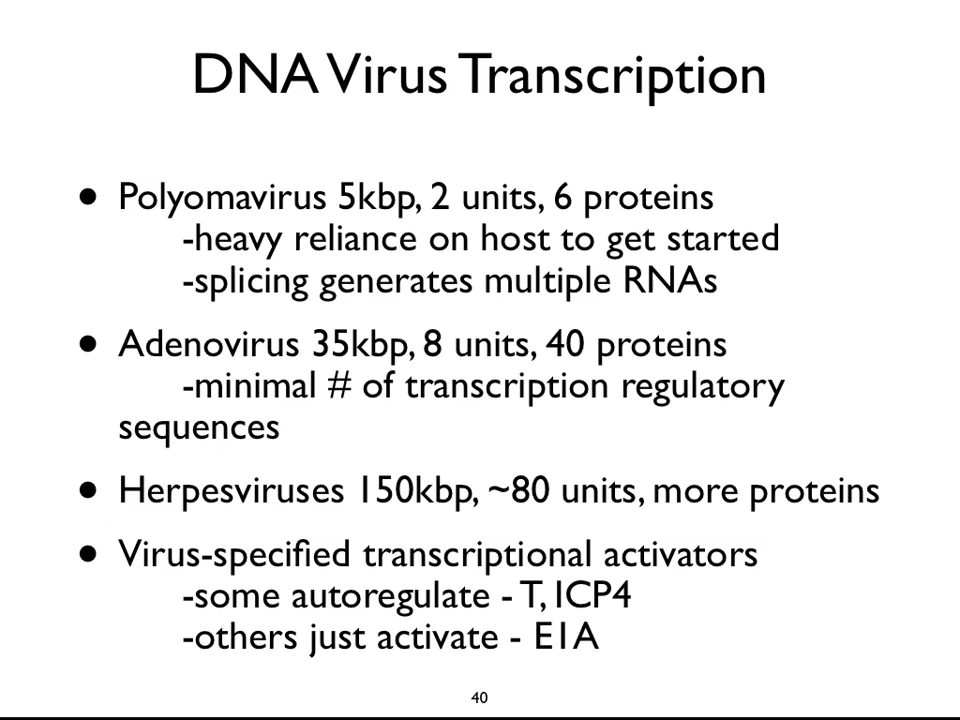 DNA Virus Transcription
• Polyomavirus 5kbp, 2 units, 6 proteins
-heavy reliance on host to get started
-splicing generates multiple RNAs
• Adenovirus 35kbp, 8 units, 40 proteins
-minimal # of transcription regulatory
sequences
• Herpesviruses 150kbp, ~80 units, more proteins
• Virus-specified transcriptional activators
-some autoregulate - T, ICP4
-others just activate - E1A
40